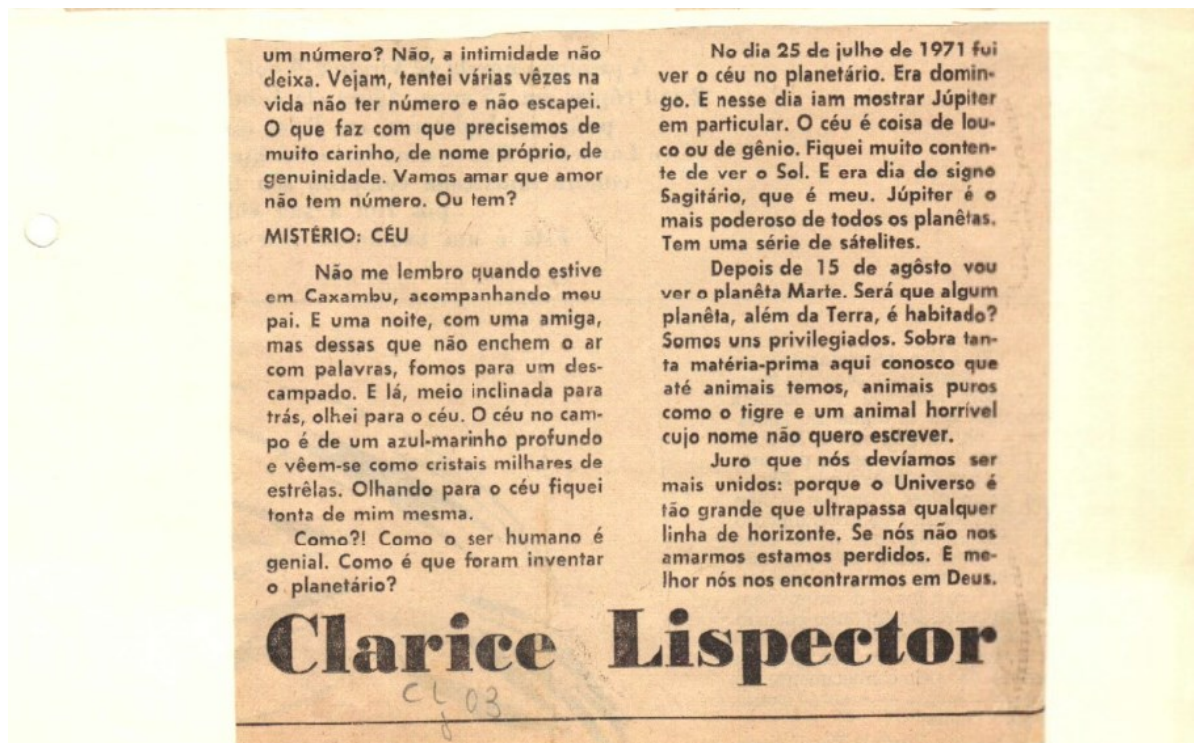 um número? Não, a intimidade não
deixa. Vejam, tentei várias vêzes na
vida não ter número e não escapei.
O que faz com que precisemos de
muito carinho, de nome próprio, de
genuinidade. Vamos amar que amor
não tem número. Ou tem?
MISTÉRIO: CÉU
Não me lembro quando estive
em Caxambu, acompanhando meu
pai. E uma noite, com uma amiga,
mas dessas que não enchem o ar
com palavras, fomos para um des-
campado. E lá, meio inclinada para
trás, olhei para o céu. O céu no cam-
po é de um azul-marinho profundo
e vêem-se como cristais milhares de
estrêlas. Olhando para o céu fiquei
tonta de mim mesma.
Como?! Como o ser humano é
genial. Como é que foram inventar
o planetário?
No dia 25 de julho de 1971 fui
ver o céu no planetário. Era domin-
go. E nesse dia iam mostrar Júpiter
em particular. O céu é coisa de lou-
co ou de gênio. Fiquei muito conten-
te de ver o Sol. E era dia do signo
Sagitário, que é meu. Júpiter é o
mais poderoso de todos os planêtas.
Tem uma série de sátelites.
Depois de 15 de agôsto vou
ver o planêta Marte. Será que algum
planêta, além da Terra, é habitado?
Somos uns privilegiados. Sobra tan-
ta matéria-prima aqui conosco que
até animais temos, animais puros
como o tigre e um animal horrível
cujo nome não quero escrever.
Juro que nós devíamos ser
mais unidos: porque o Universo é
tão grande que ultrapassa qualquer
linha de horizonte. Se nós não nos
amarmos estamos perdidos. E me-
lhor nós nos encontrarmos em Deus.
Clarice Lispector
CL
03